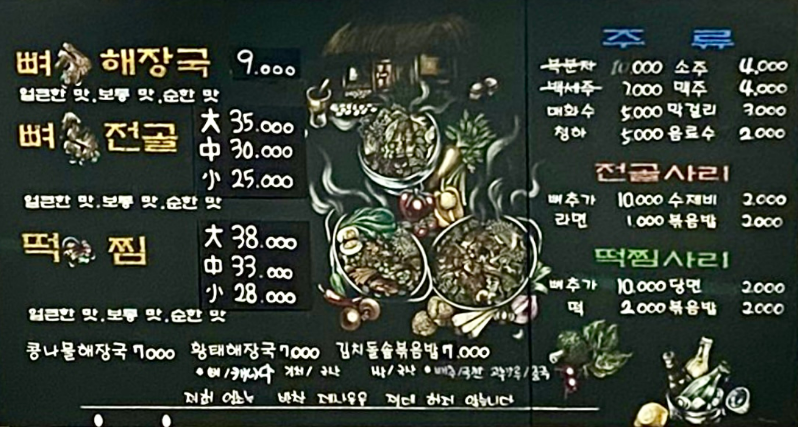 뼈 해장국 9.000
얼큰한 맛.보통 맛.순한 맛
뼈 전골 大 35.000
中 30.000
小 25.000
얼큰한 맛.보통 맛.순한 맛
떡 찜 大 38.000
中 33.000
小 28.000
얼큰한 맛.보통 맛.순한 맛
콩나물해장국 7000 황태해장국 7.000 김치돌솥볶음밥 7.000
주 류
복분자 10.000 소주 4.000
백세주 7.000 맥주 4.000
매화수 5.000 막걸리 3.000
청하 5.000 음료수 2.000
전골사리
뼈추가 10.000 수제비 2.000
라면 1.000 볶음밥 2.000
떡찜사리
뼈추가 10.000 당면 2.000
떡 2.000 볶음밥 2.000